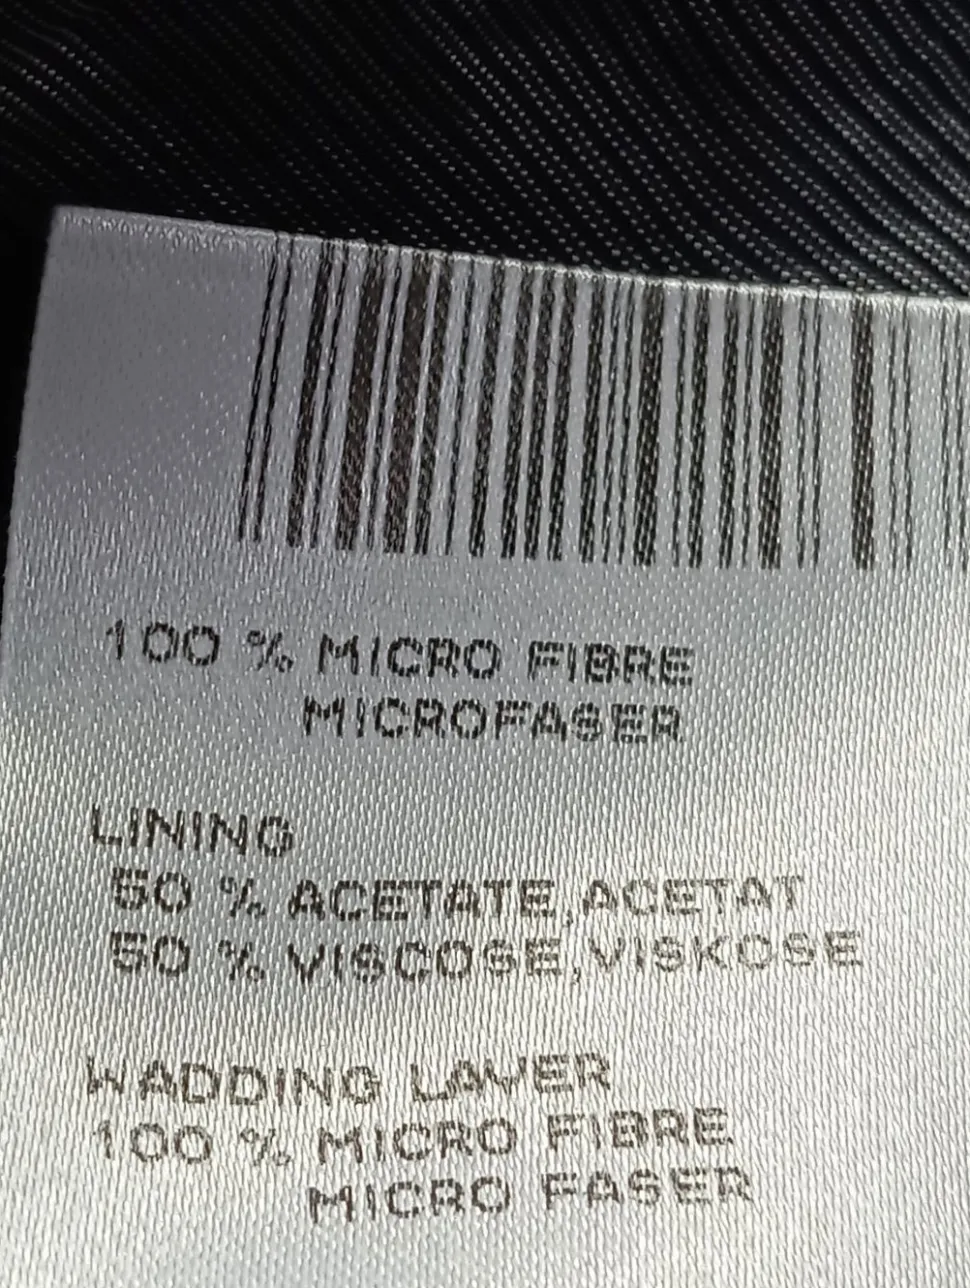 100 % MICRO FIBRE
MICROFASER
LINING
50 % ACETATE,ACETAT
50 % VISCOSE,VISKOSE
WADDING LAYER
100 % MICRO FIBRE
MICRO FASER